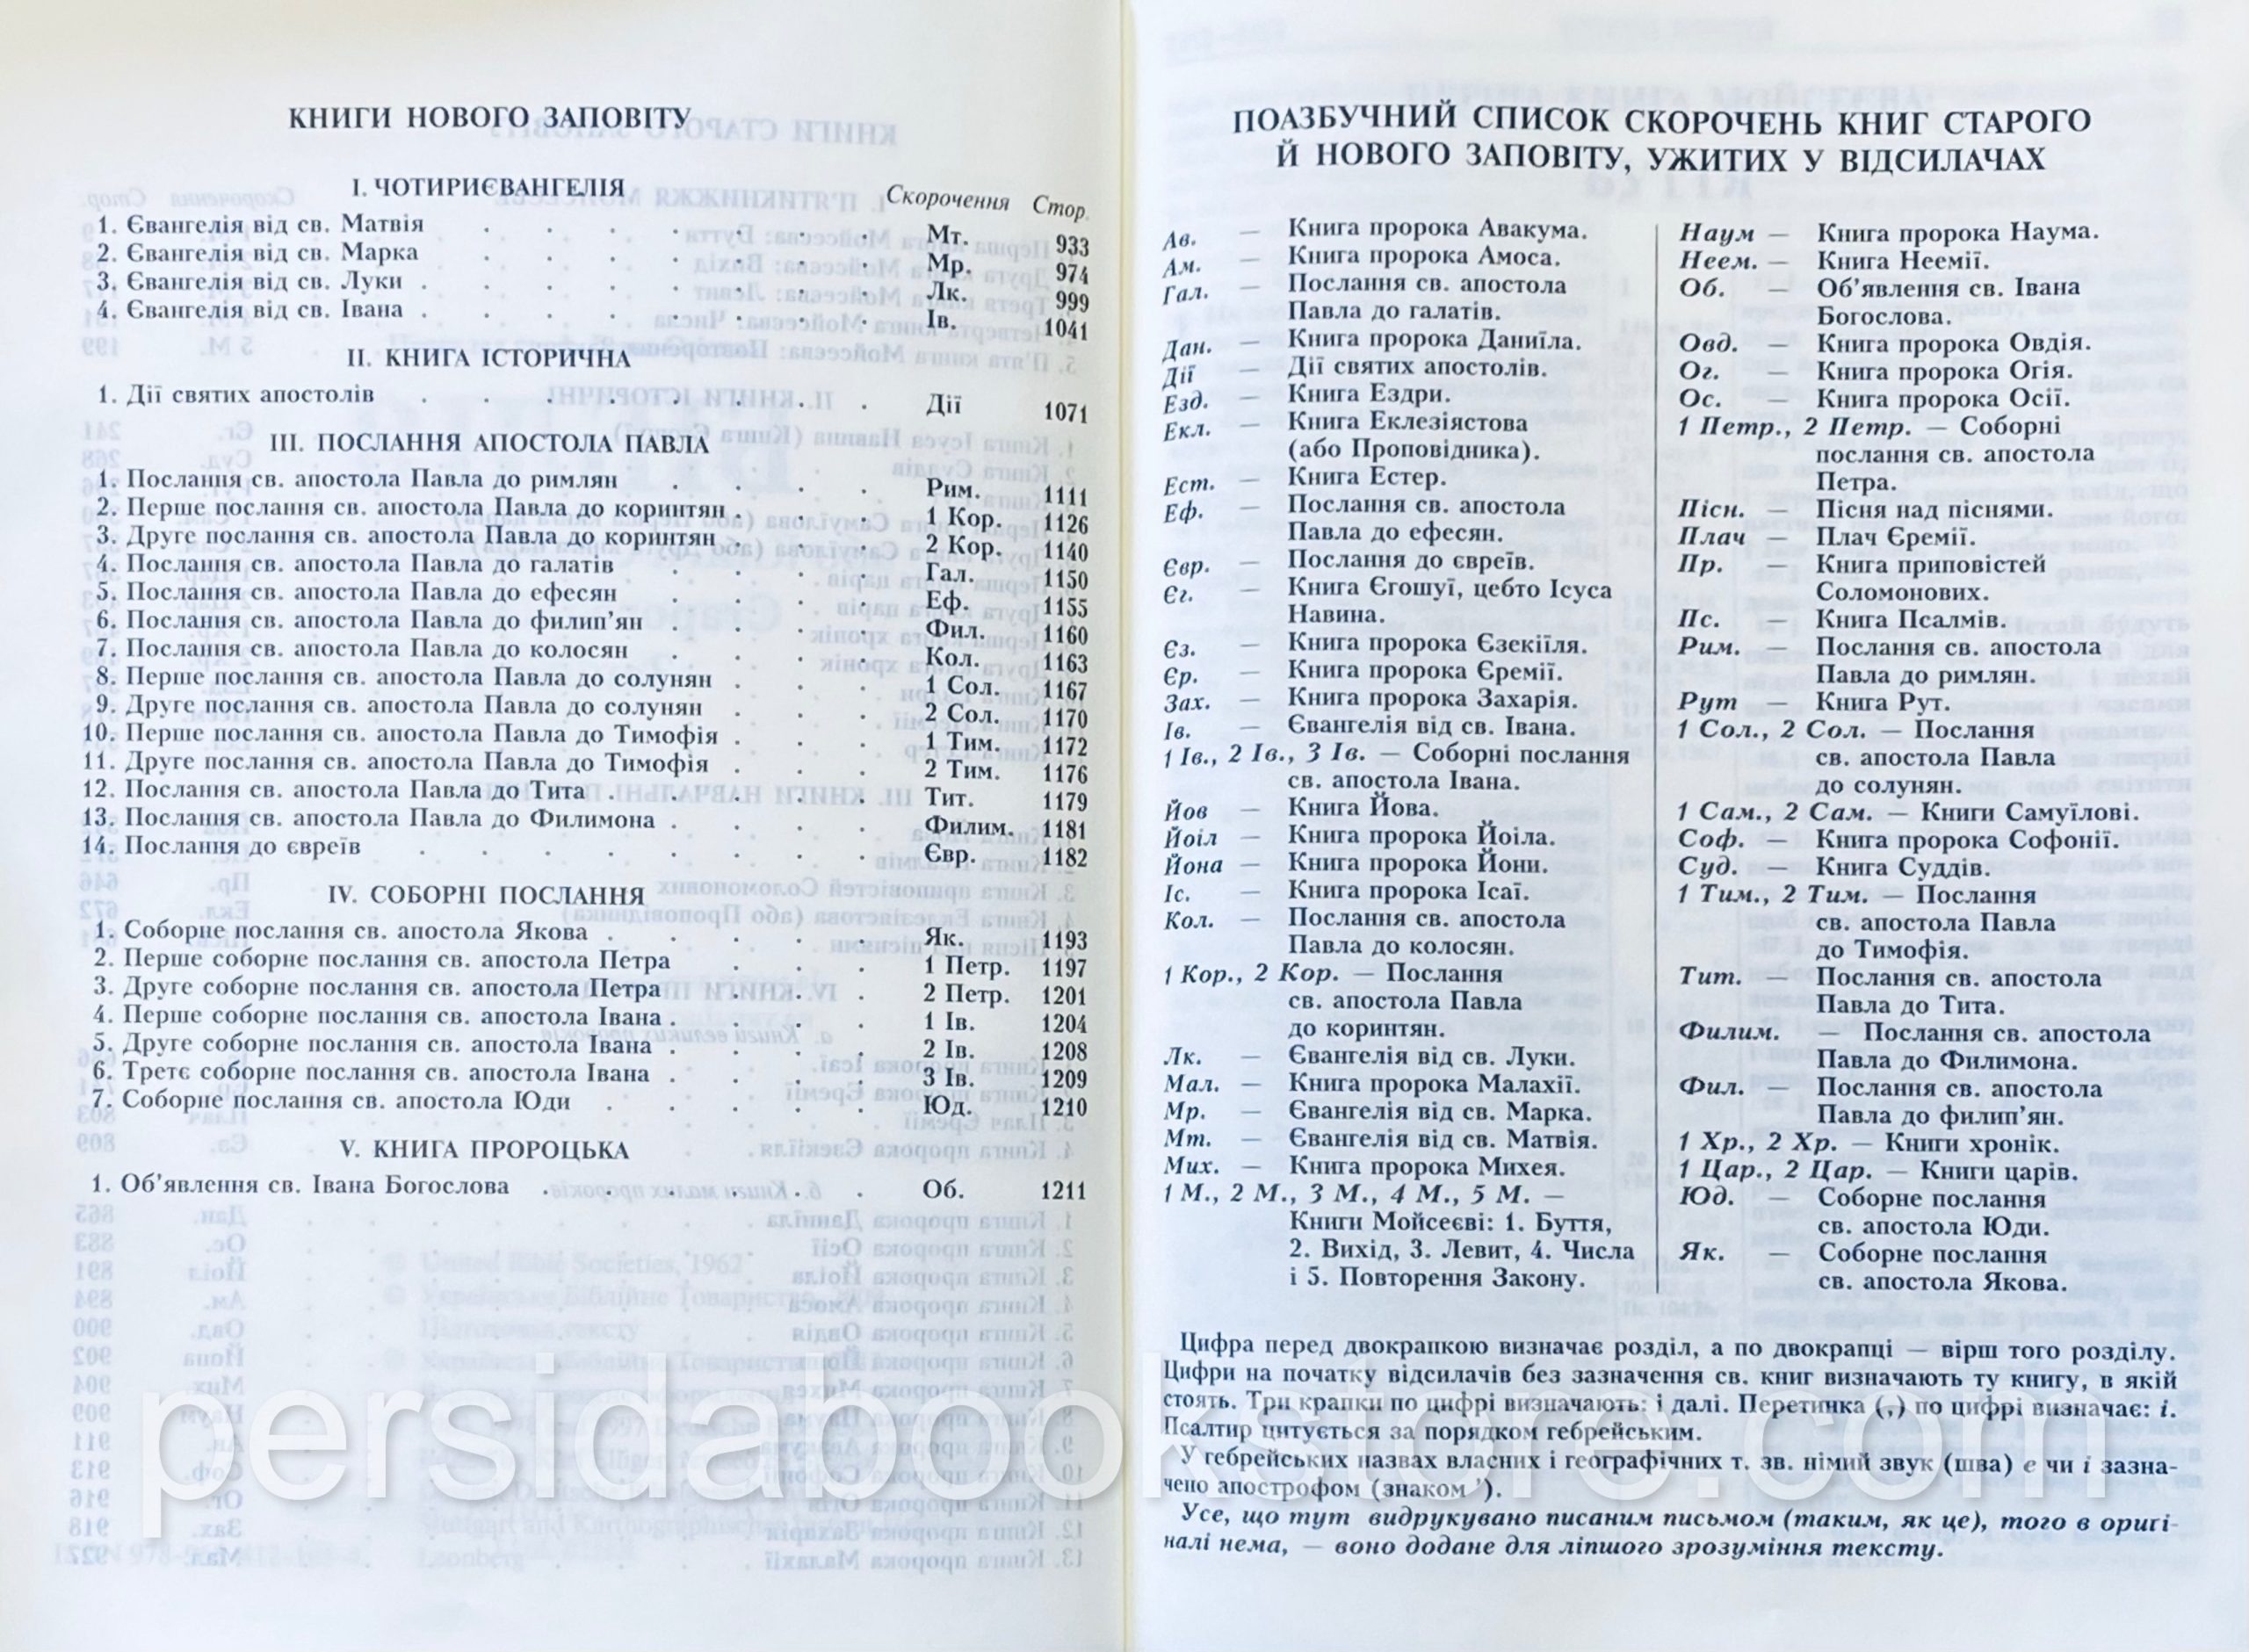 КНИГИ НОВОГО ЗАПОВІТУ
I. ЧОТИРИЄВАНГЕЛІЯ
Скорочення Стор.
1. Євангелія від св. Матвія . . . . . . . Мт. 933
2. Євангелія від св. Марка . . . . . . . Мр. 974
3. Євангелія від св. Луки . . . . . . . . Лк. 999
4. Євангелія від св. Івана . . . . . . . . Ів. 1041
II. КНИГА ІСТОРИЧНА
1. Дії святих апостолів . . . . . . . . Дії 1071
III. ПОСЛАННЯ АПОСТОЛА ПАВЛА
1. Послання св. апостола Павла до римлян . . . . Рим. 1111
2. Перше послання св. апостола Павла до коринтян . . . 1 Кор. 1126
3. Друге послання св. апостола Павла до коринтян . . . 2 Кор. 1140
4. Послання св. апостола Павла до галатів . . . . Гал. 1150
5. Послання св. апостола Павла до ефесян . . . . Еф. 1155
6. Послання св. апостола Павла до филип'ян . . . . Фил. 1160
7. Послання св. апостола Павла до колосян . . . . Кол. 1163
8. Перше послання св. апостола Павла до солунян . . . 1 Сол. 1167
9. Друге послання св. апостола Павла до солунян . . . 2 Сол. 1170
10. Перше послання св. апостола Павла до Тимофія . . . 1 Тим. 1172
11. Друге послання св. апостола Павла до Тимофія . . . 2 Тим. 1176
12. Послання св. апостола Павла до Тита . . . . . Тит. 1179
13. Послання св. апостола Павла до Филимона . . . . Филим. 1181
14. Послання до євреїв . . . . . . . . Євр. 1182
IV. СОБОРНІ ПОСЛАННЯ
1. Соборне послання св. апостола Якова . . . . . Як. 1193
2. Перше соборне послання св. апостола Петра . . . 1 Петр. 1197
3. Друге соборне послання св. апостола Петра . . . 2 Петр. 1201
4. Перше соборне послання св. апостола Івана . . . . 1 Ів. 1204
5. Друге соборне послання св. апостола Івана . . . . 2 Ів. 1208
6. Третє соборне послання св. апостола Івана . . . . 3 Ів. 1209
7. Соборне послання св. апостола Юди . . . . . Юд. 1210
V. КНИГА ПРОРОЦЬКА
1. Об'явлення св. Івана Богослова . . . . . . Об. 1211
ПОАЗБУЧНИЙ СПИСОК СКОРОЧЕНЬ КНИГ СТАРОГО
Й НОВОГО ЗАПОВІТУ, УЖИТИХ У ВІДСИЛАЧАХ
Ав. — Книга пророка Авакума.
Ам. — Книга пророка Амоса.
Гал. — Послання св. апостола
Павла до галатів.
Дан. — Книга пророка Даниїла.
Дії — Дії святих апостолів.
Езд. — Книга Ездри.
Екл. — Книга Еклезіястова
(або Проповідника).
Ест. — Книга Естер.
Еф. — Послання св. апостола
Павла до ефесян.
Євр. — Послання до євреїв.
Єг. — Книга Єгошуї, цебто Ісуса
Навина.
Єз. — Книга пророка Єзекіїля.
Єр. — Книга пророка Єремії.
Зах. — Книга пророка Захарія.
Ів. — Євангелія від св. Івана.
1 Ів., 2 Ів., 3 Ів. — Соборні послання
св. апостола Івана.
Йов — Книга Йова.
Йоіл — Книга пророка Йоіла.
Йона — Книга пророка Йони.
Іс. — Книга пророка Ісаї.
Кол. — Послання св. апостола
Павла до колосян.
1 Кор., 2 Кор. — Послання
св. апостола Павла
до коринтян.
Лк. — Євангелія від св. Луки.
Мал. — Книга пророка Малахії.
Мр. — Євангелія від св. Марка.
Мт. — Євангелія від св. Матвія.
Мих. — Книга пророка Михея.
1 М., 2 М., 3 М., 4 М., 5 М. —
Книги Мойсеєві: 1. Буття,
2. Вихід, 3. Левит, 4. Числа
і 5. Повторення Закону.
Наум — Книга пророка Наума.
Неем. — Книга Неемії.
Об. — Об'явлення св. Івана
Богослова.
Овд. — Книга пророка Овдія.
Ог. — Книга пророка Огія.
Ос. — Книга пророка Осії.
1 Петр., 2 Петр. — Соборні
послання св. апостола
Петра.
Пісн. — Пісня над піснями.
Плач — Плач Єремії.
Пр. — Книга приповістей
Соломонових.
Пс. — Книга Псалмів.
Рим. — Послання св. апостола
Павла до римлян.
Рут — Книга Рут.
1 Сол., 2 Сол. — Послання
св. апостола Павла
до солунян.
1 Сам., 2 Сам. — Книги Самуїлові.
Соф. — Книга пророка Софонії.
Суд. — Книга Суддів.
1 Тим., 2 Тим. — Послання
св. апостола Павла
до Тимофія.
Тит. — Послання св. апостола
Павла до Тита.
Филим. — Послання св. апостола
Павла до Филимона.
Фил. — Послання св. апостола
Павла до филип'ян.
1 Хр., 2 Хр. — Книги хронік.
1 Цар., 2 Цар. — Книги царів.
Юд. — Соборне послання
св. апостола Юди.
Як. — Соборне послання
св. апостола Якова.
Цифра перед двокрапкою визначає розділ, а по двокрапці — вірш того розділу.
Цифри на початку відсилачів без зазначення св. книг визначають ту книгу, в якій
стоять. Три крапки по цифрі визначають: і далі. Перетинка (,) по цифрі визначає: і.
Псалтир цитується за порядком гебрейським.
У гебрейських назвах власних і географічних т. зв. німий звук (шва) е чи і зазна-
чено апострофом (знаком ').
Усе, що тут видрукувано писаним письмом (таким, як це), того в оригі-
налі нема, — воно додане для ліпшого зрозуміння тексту.
persidabookstore.com